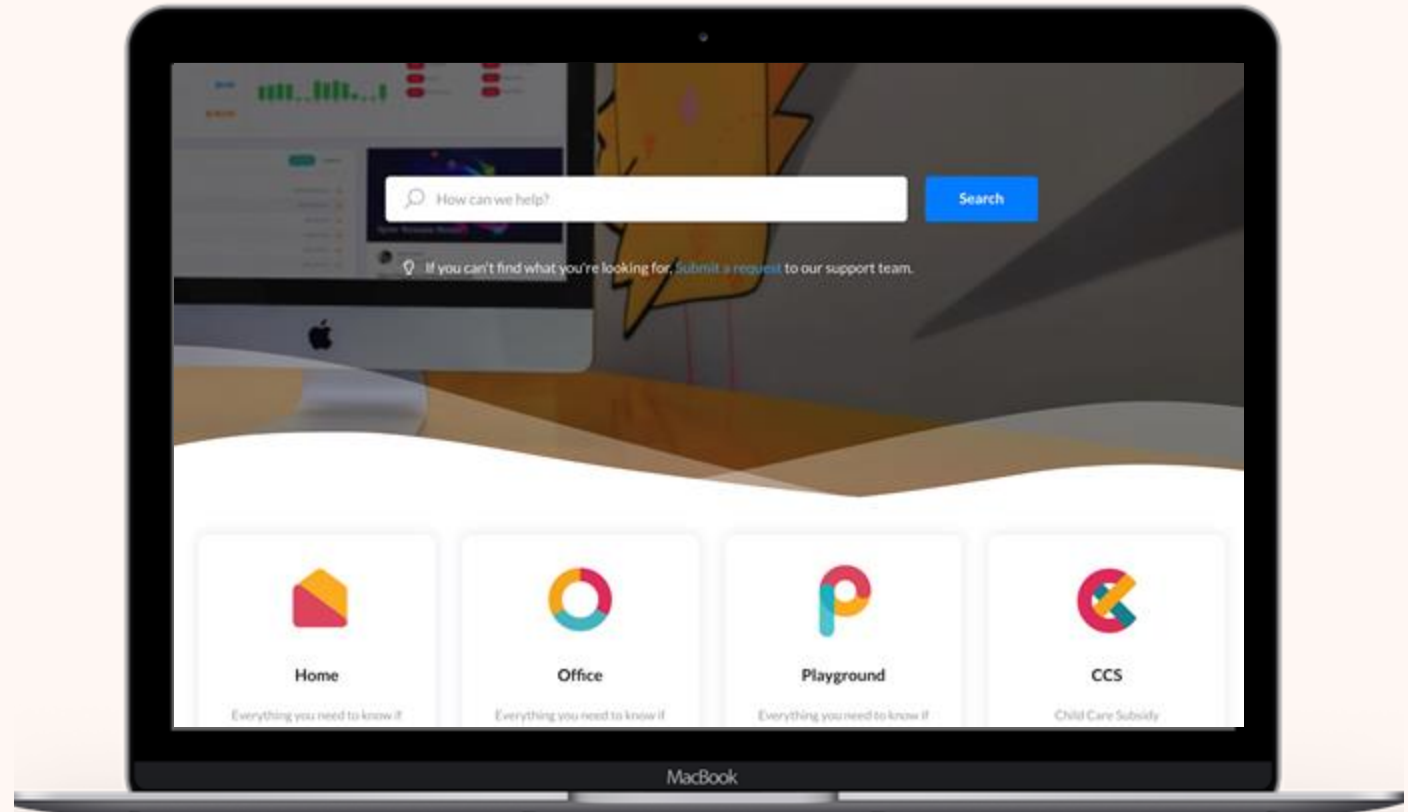 How can we help?
Search
If you can't find what you're looking for, Submit a request to our support team.
Home
Office
Playground
CCS
Everything you need to know if
Everything you need to know if
Everything you need to know if
Child Care Subsidy
MacBook